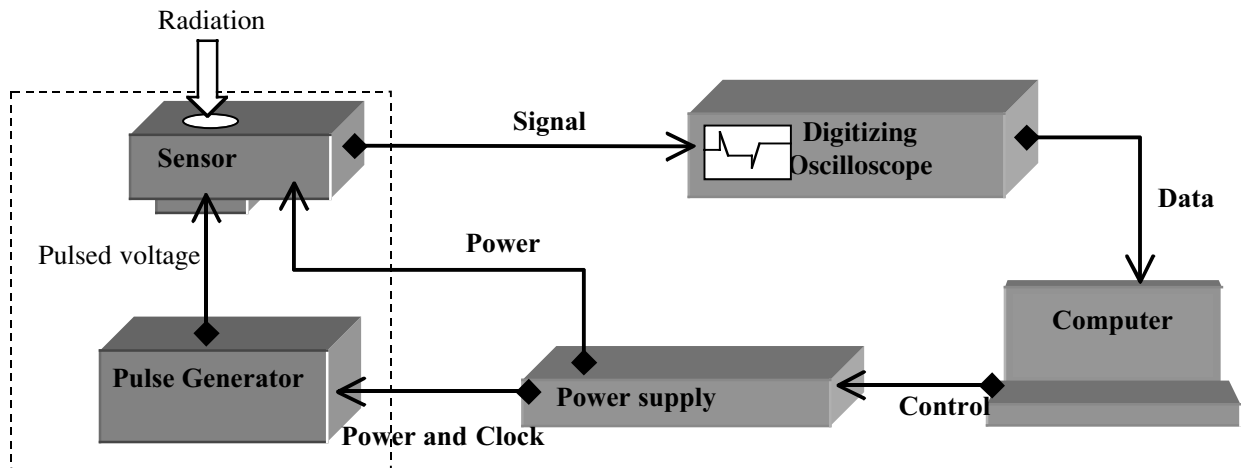 Radiation
Signal
Digitizing
Oscilloscope
Sensor
Data
Power
Pulsed voltage
Computer
Pulse Generator
Power supply
Control
Power and Clock